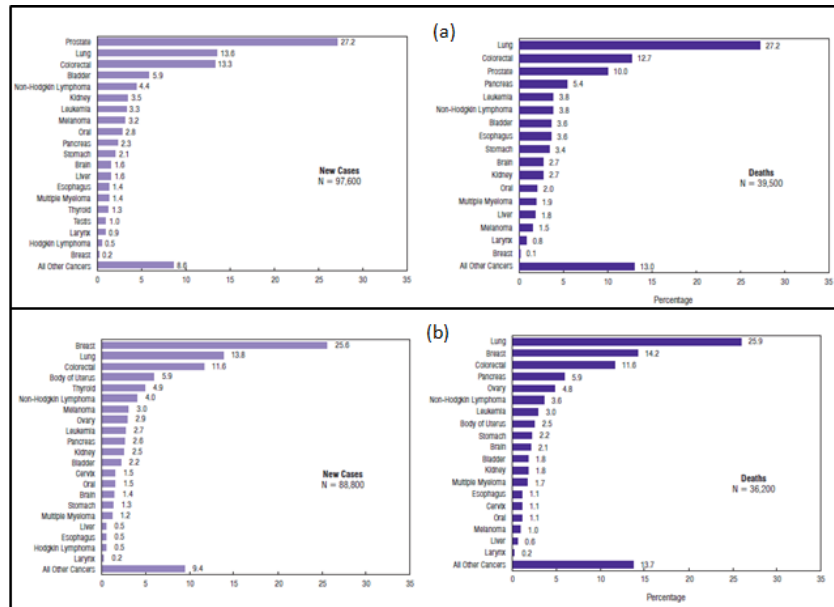 (a)
Prostate 27.2
Lung 13.6
Colorectal 13.3
Bladder 5.9
Non-Hodgkin Lymphoma 4.4
Kidney 3.5
Leukemia 3.3
Melanoma 3.2
Oral 2.8
Pancreas 2.3
Stomach 2.1
Brain 1.6
Liver 1.6
Esophagus 1.4
Multiple Myeloma 1.4
Thyroid 1.3
Testis 1.0
Larynx 0.9
Hodgkin Lymphoma 0.5
Breast 0.2
All Other Cancers 8.6
New Cases
N = 97,600
0 5 10 15 20 25 30 35
Lung 27.2
Colorectal 12.7
Prostate 10.0
Pancreas 5.4
Leukemia 3.8
Non-Hodgkin Lymphoma 3.8
Bladder 3.6
Esophagus 3.6
Stomach 3.4
Brain 2.7
Kidney 2.7
Oral 2.0
Multiple Myeloma 1.9
Liver 1.8
Melanoma 1.5
Larynx 0.8
Breast 0.1
All Other Cancers 13.0
Deaths
N = 39,500
0 5 10 15 20 25 30 35
Percentage
(b)
Breast 25.6
Lung 13.8
Colorectal 11.6
Body of Uterus 5.9
Thyroid 4.9
Non-Hodgkin Lymphoma 4.0
Melanoma 3.0
Ovary 2.9
Leukemia 2.7
Pancreas 2.6
Kidney 2.5
Bladder 2.2
Cervix 1.5
Oral 1.5
Brain 1.4
Stomach 1.3
Multiple Myeloma 1.2
Liver 0.5
Esophagus 0.5
Hodgkin Lymphoma 0.5
Larynx 0.2
All Other Cancers 9.4
New Cases
N = 88,800
0 5 10 15 20 25 30 35
Lung 25.9
Breast 14.2
Colorectal 11.6
Pancreas 5.9
Ovary 4.8
Non-Hodgkin Lymphoma 3.6
Leukemia 3.0
Body of Uterus 2.5
Stomach 2.2
Brain 2.1
Bladder 1.8
Kidney 1.8
Multiple Myeloma 1.7
Esophagus 1.1
Cervix 1.1
Oral 1.1
Melanoma 1.0
Liver 0.6
Larynx 0.2
All Other Cancers 13.7
Deaths
N = 36,200
0 5 10 15 20 25 30 35
Percentage